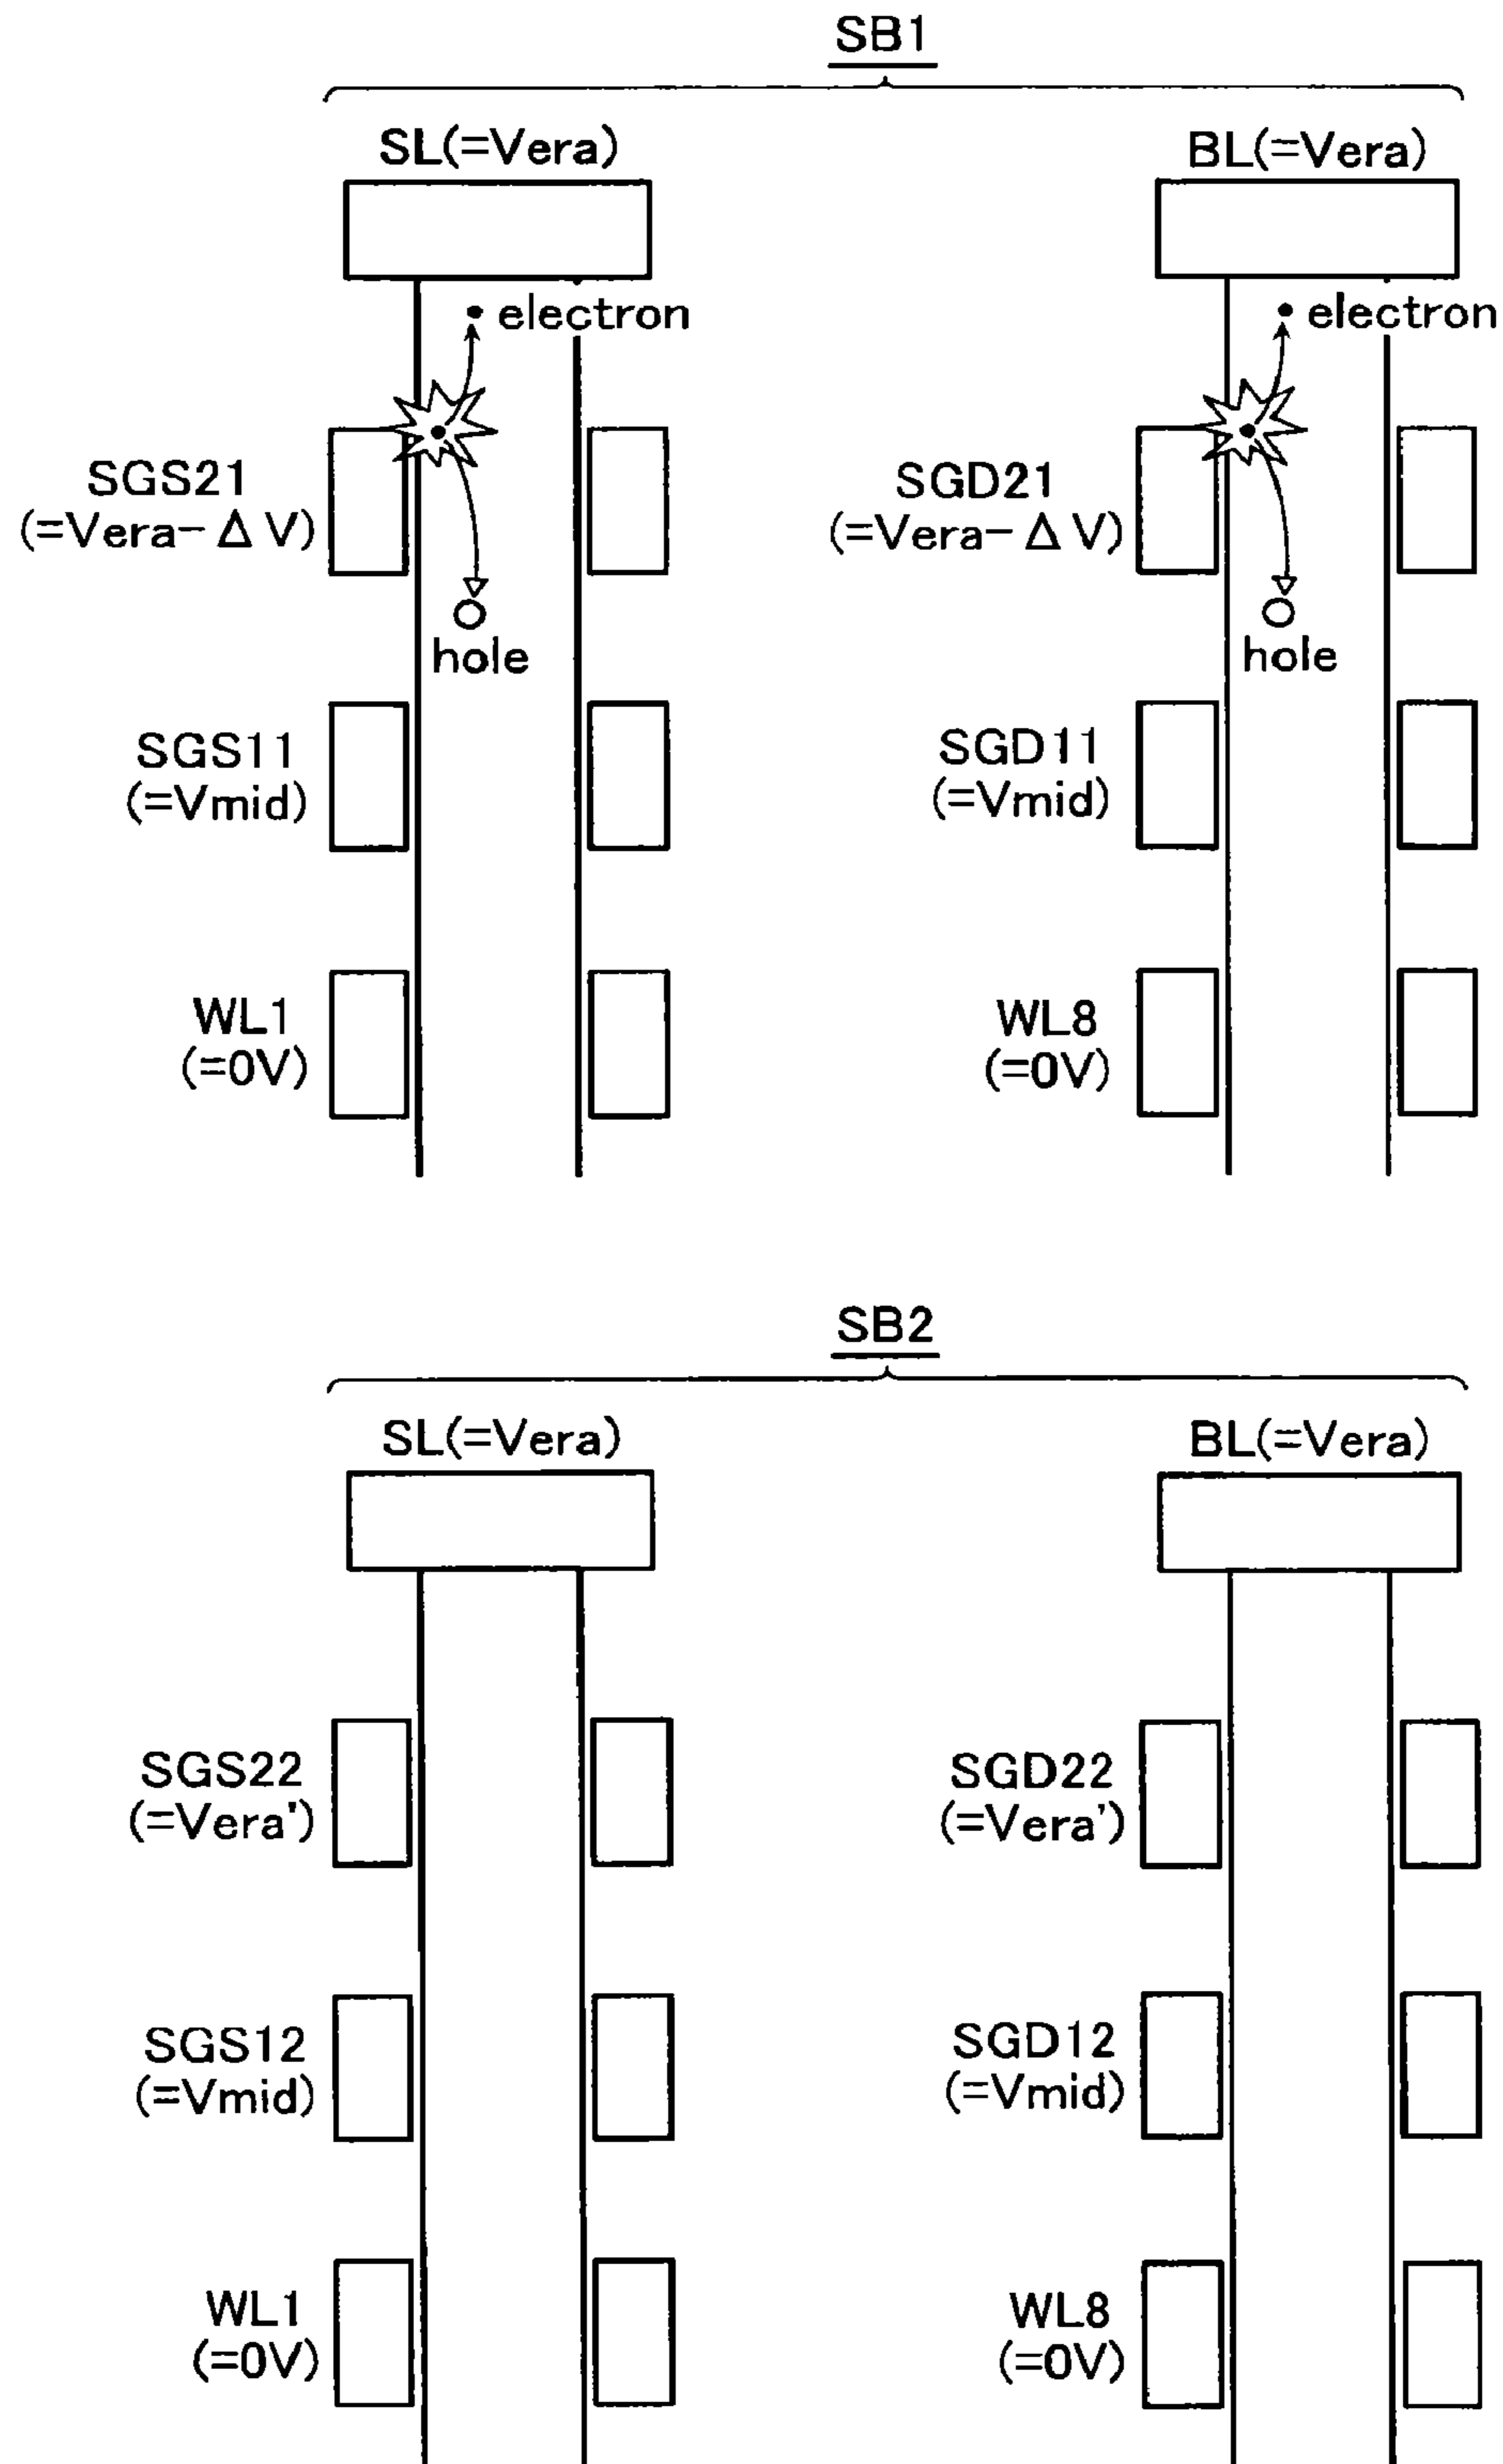 SB1
SL(=Vera)
BL(=Vera)
electron
electron
SGS21
(=Vera-ΔV)
SGD21
(=Vera-ΔV)
hole
hole
SGS11
(=Vmid)
SGD11
(=Vmid)
WL1
(=0V)
WL8
(=0V)
SB2
SL(=Vera)
BL(=Vera)
SGS22
(=Vera')
SGD22
(=Vera')
SGS12
(=Vmid)
SGD12
(=Vmid)
WL1
(=0V)
WL8
(=0V)